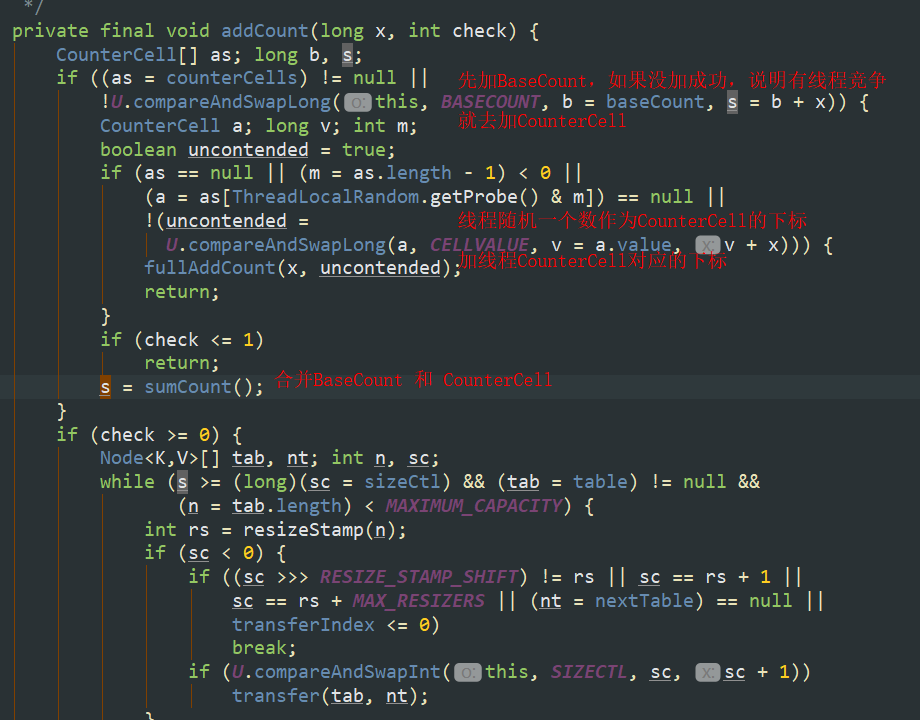 */
private final void addCount(long x, int check) {
CounterCell[] as; long b, s;
if ((as = counterCells) != null || 先加BaseCount，如果没加成功，说明有线程竞争
!U.compareAndSwapLong( o: this, BASECOUNT, b = baseCount, s = b + x)) {
就去加CounterCell
CounterCell a; long v; int m;
boolean uncontended = true;
if (as == null || (m = as.length - 1) < 0 ||
(a = as[ThreadLocalRandom.getProbe() & m]) == null ||
!(uncontended = 线程随机一个数作为CounterCell的下标
U.compareAndSwapLong(a, CELLVALUE, v = a.value, x: v + x))) {
fullAddCount(x, uncontended); 加线程CounterCell对应的下标
return;
}
if (check <= 1)
return;
s = sumCount(); 合并BaseCount 和 CounterCell
}
if (check >= 0) {
Node<K,V>[] tab, nt; int n, sc;
while (s >= (long)(sc = sizeCtl) && (tab = table) != null &&
(n = tab.length) < MAXIMUM_CAPACITY) {
int rs = resizeStamp(n);
if (sc < 0) {
if ((sc >>> RESIZE_STAMP_SHIFT) != rs || sc == rs + 1 ||
sc == rs + MAX_RESIZERS || (nt = nextTable) == null ||
transferIndex <= 0)
break;
if (U.compareAndSwapInt( o: this, SIZECTL, sc, x: sc + 1))
transfer(tab, nt);
}